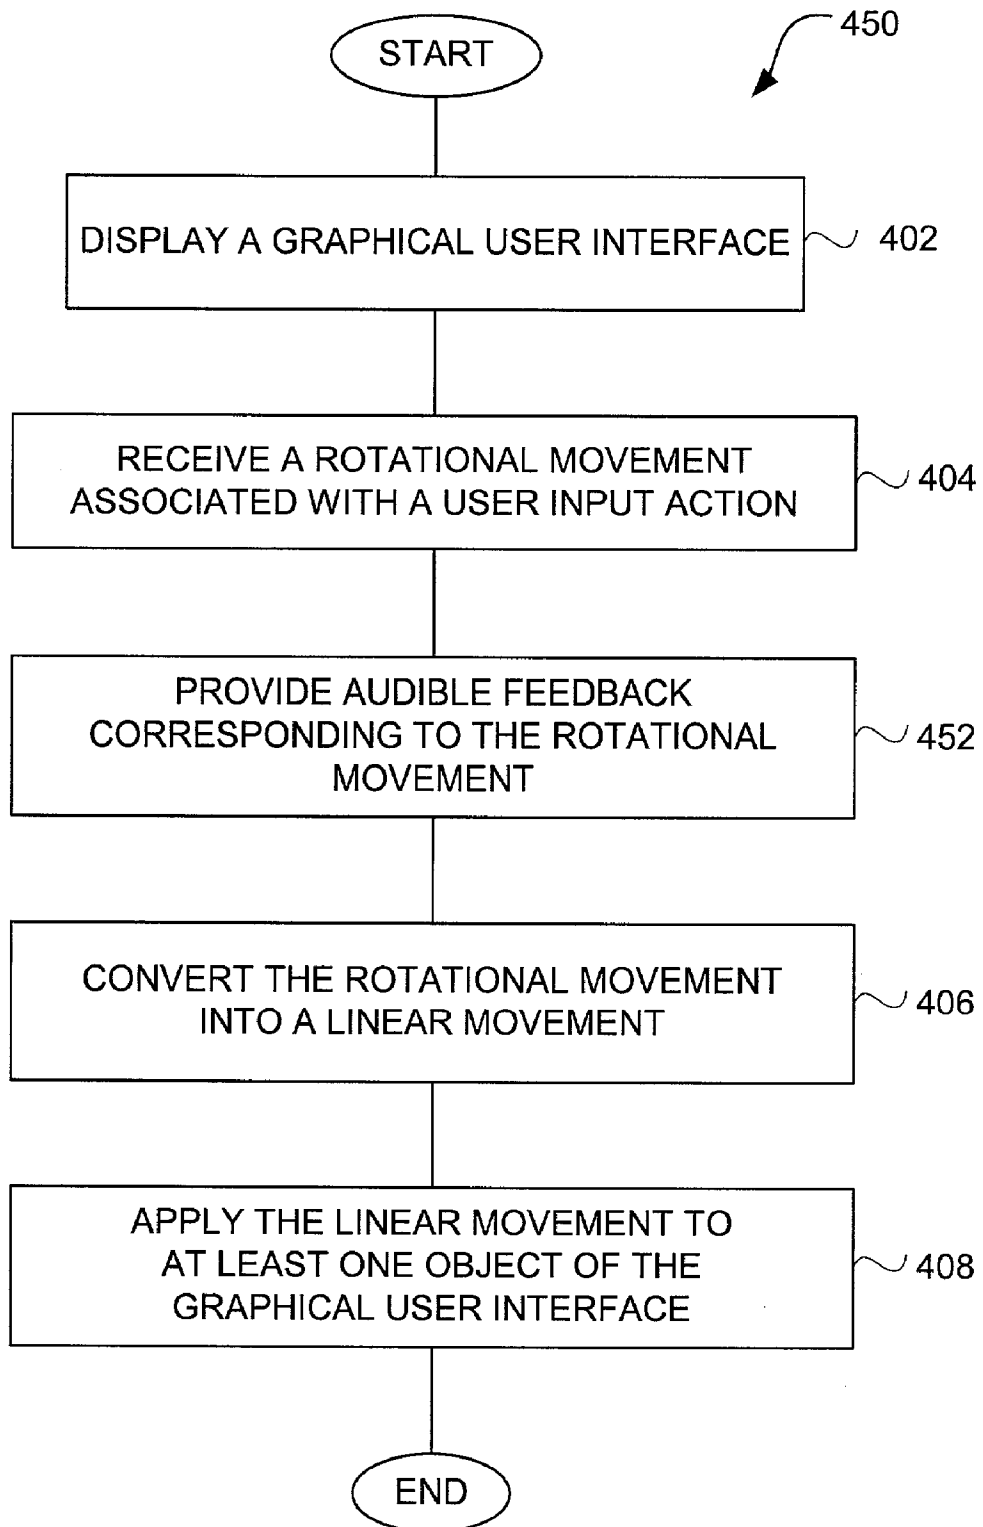 450
START
DISPLAY A GRAPHICAL USER INTERFACE
402
RECEIVE A ROTATIONAL MOVEMENT
ASSOCIATED WITH A USER INPUT ACTION
404
PROVIDE AUDIBLE FEEDBACK
CORRESPONDING TO THE ROTATIONAL
MOVEMENT
452
CONVERT THE ROTATIONAL MOVEMENT
INTO A LINEAR MOVEMENT
406
APPLY THE LINEAR MOVEMENT TO
AT LEAST ONE OBJECT OF THE
GRAPHICAL USER INTERFACE
408
END